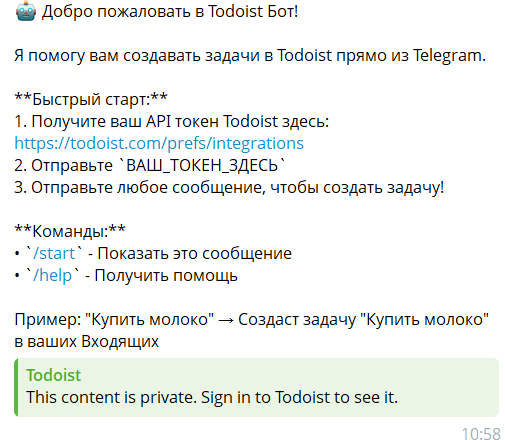 🤖 Добро пожаловать в Todoist Бот!
Я помогу вам создавать задачи в Todoist прямо из Telegram.
**Быстрый старт:**
1. Получите ваш API токен Todoist здесь:
https://todoist.com/prefs/integrations
2. Отправьте `ВАШ_ТОКЕН_ЗДЕСЬ`
3. Отправьте любое сообщение, чтобы создать задачу!
**Команды:**
• `/start` - Показать это сообщение
• `/help` - Получить помощь
Пример: "Купить молоко" → Создаст задачу "Купить молоко"
в ваших Входящих
Todoist
This content is private. Sign in to Todoist to see it.
10:58